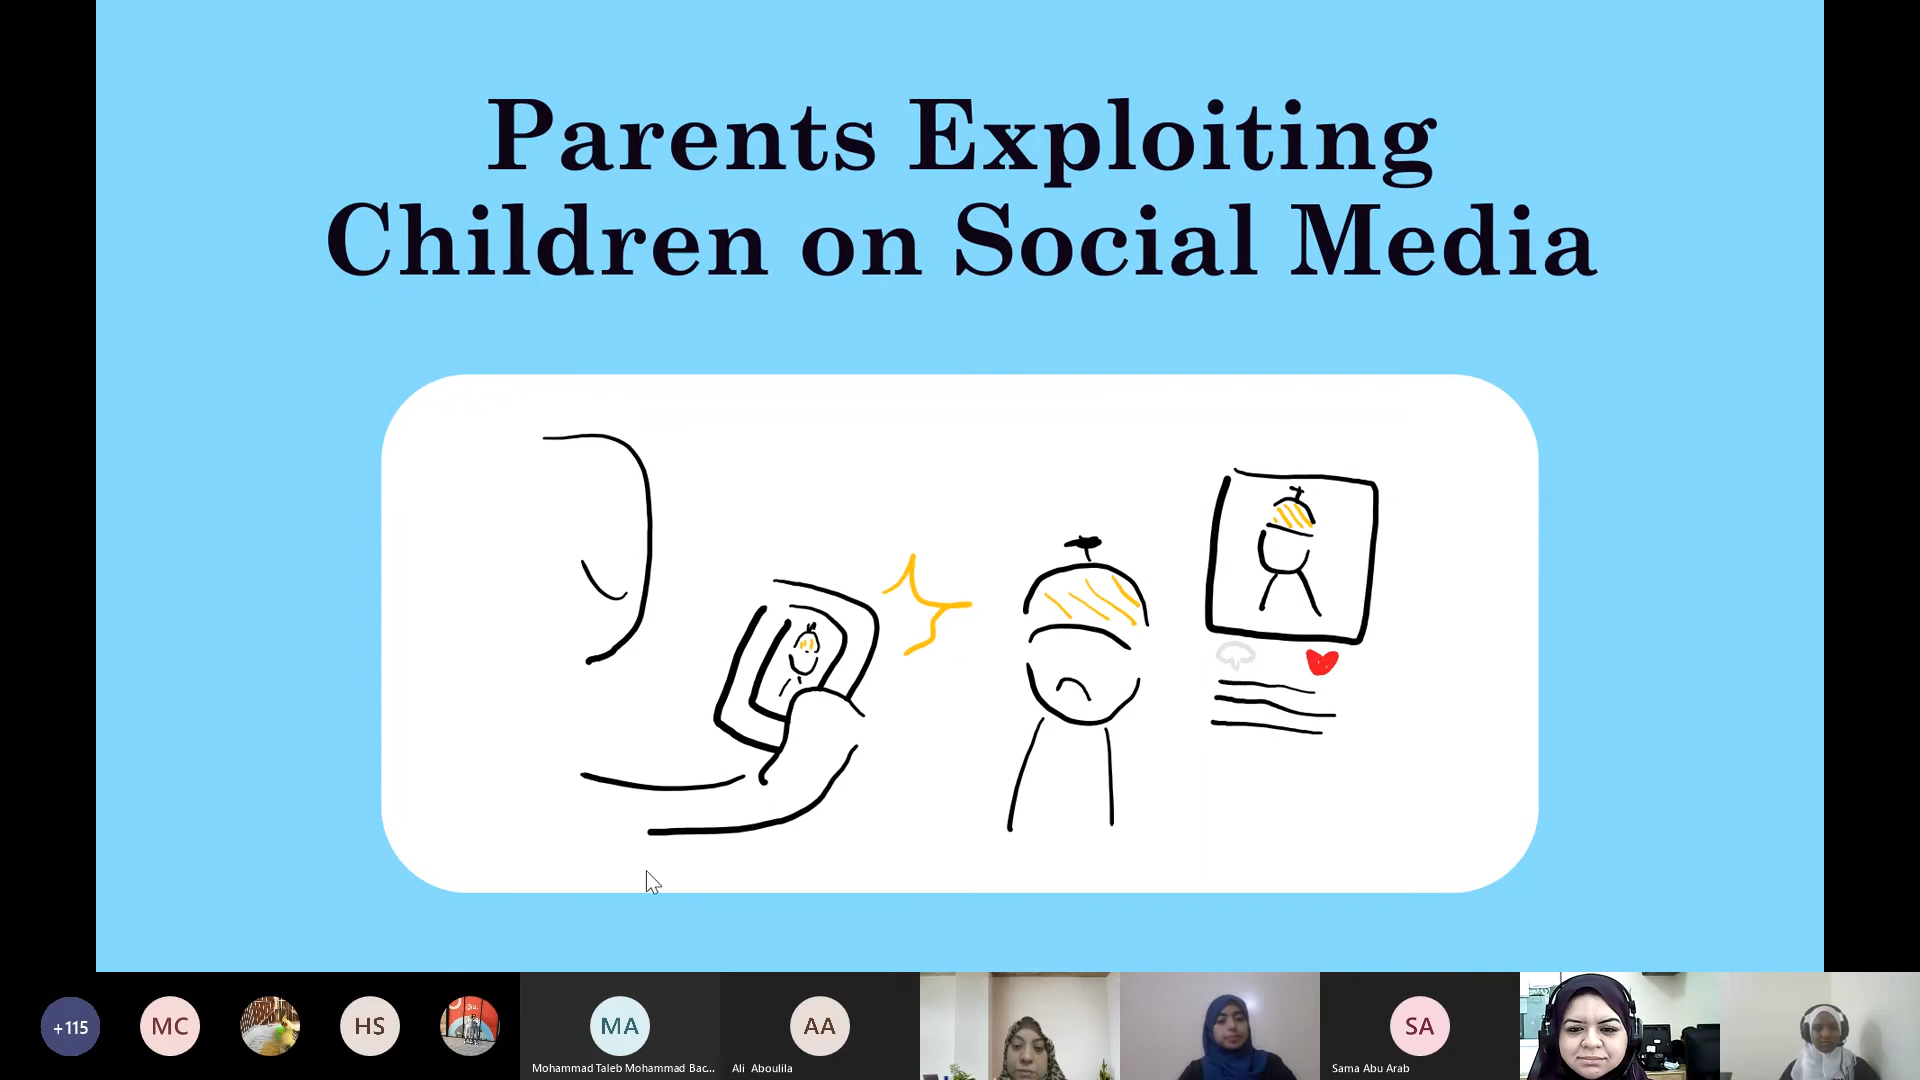 Parents Exploiting
Children on Social Media
+115
MC
HS
MA
Mohammad Taleb Mohammad Bac...
AA
Ali Aboulila
SA
Sama Abu Arab